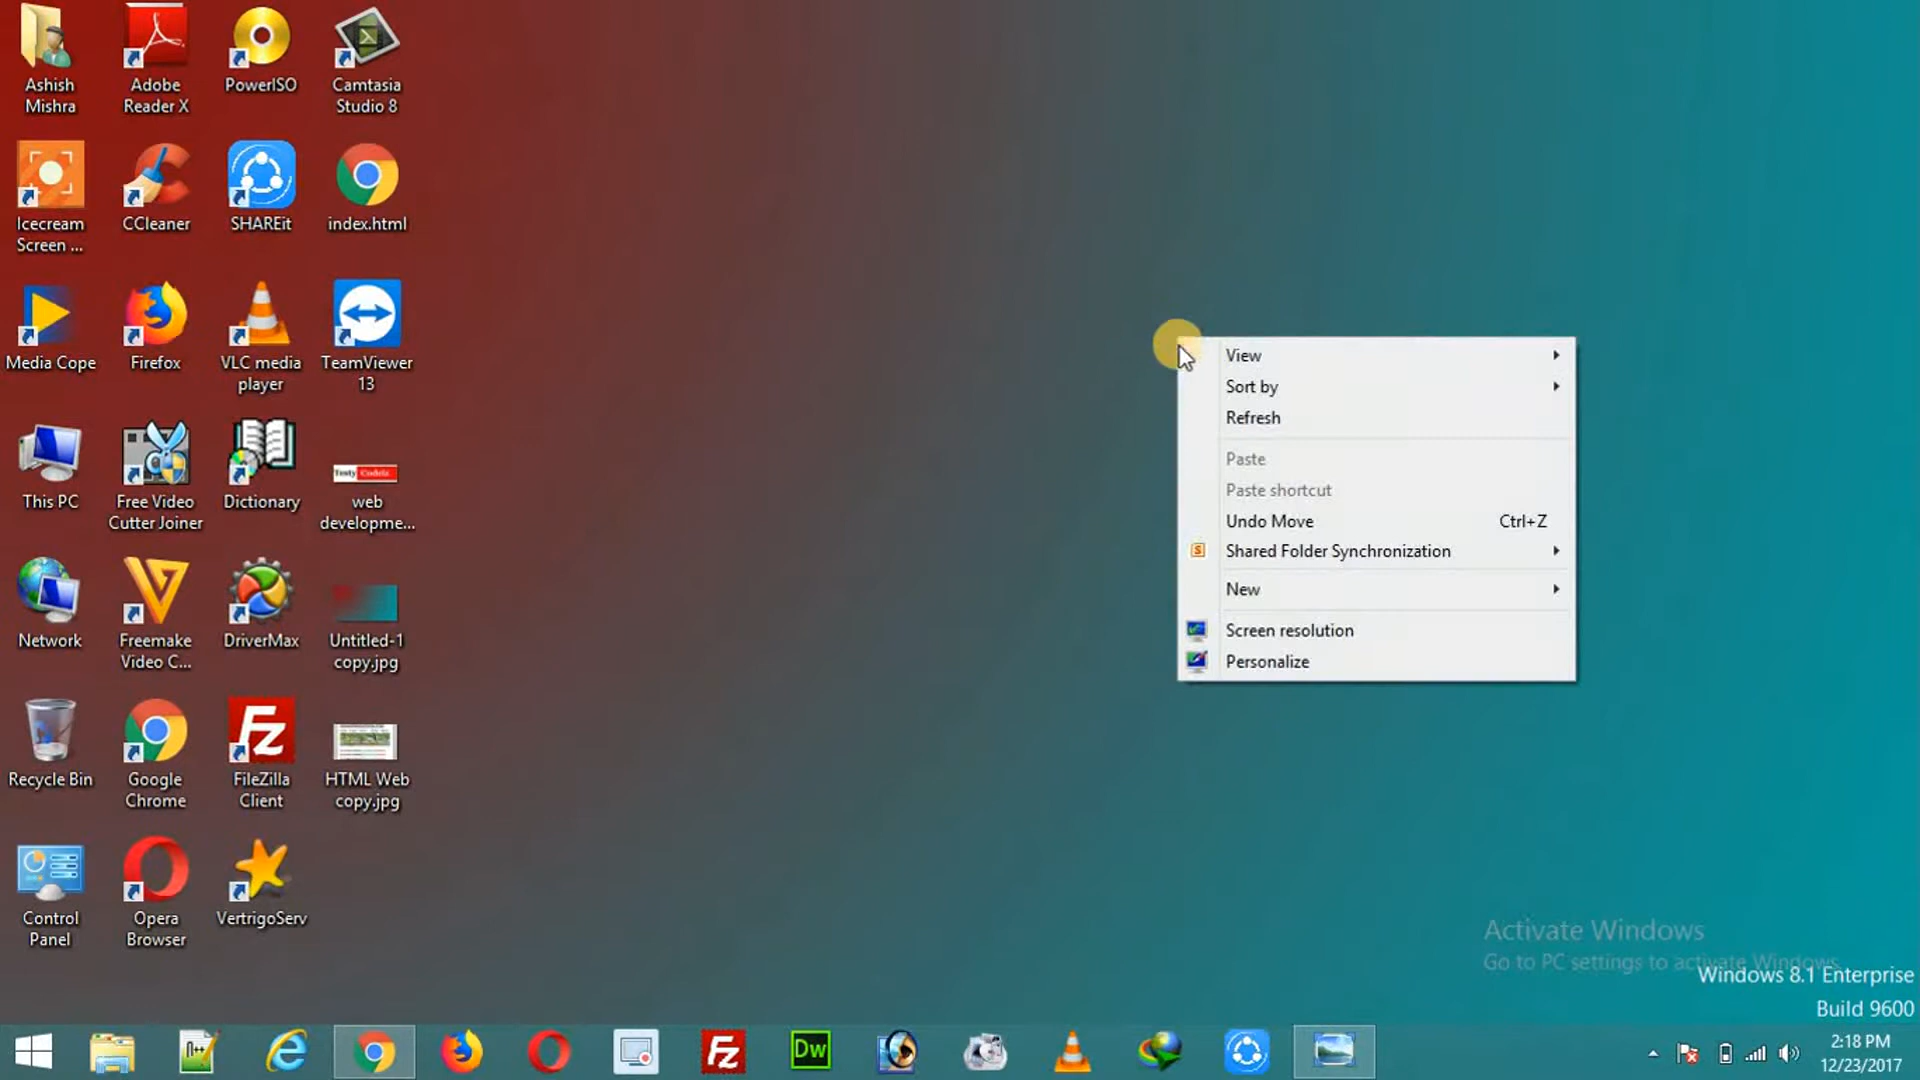 Ashish
Mishra
Adobe
Reader X
PowerISO
Camtasia
Studio 8
Icecream
Screen ...
CCleaner
SHAREit
index.html
Media Cope
Firefox
VLC media
player
TeamViewer
13
This PC
Free Video
Cutter Joiner
Dictionary
web
developme...
Network
Freemake
Video C...
DriverMax
Untitled-1
copy.jpg
Recycle Bin
Google
Chrome
FileZilla
Client
HTML Web
copy.jpg
Control
Panel
Opera
Browser
VertrigoServ
View
Sort by
Refresh
Paste
Paste shortcut
Undo Move Ctrl+Z
Shared Folder Synchronization
New
Screen resolution
Personalize
Activate Windows
Go to PC settings to activate Windows.
Windows 8.1 Enterprise
Build 9600
Dw
2:18 PM
12/23/2017